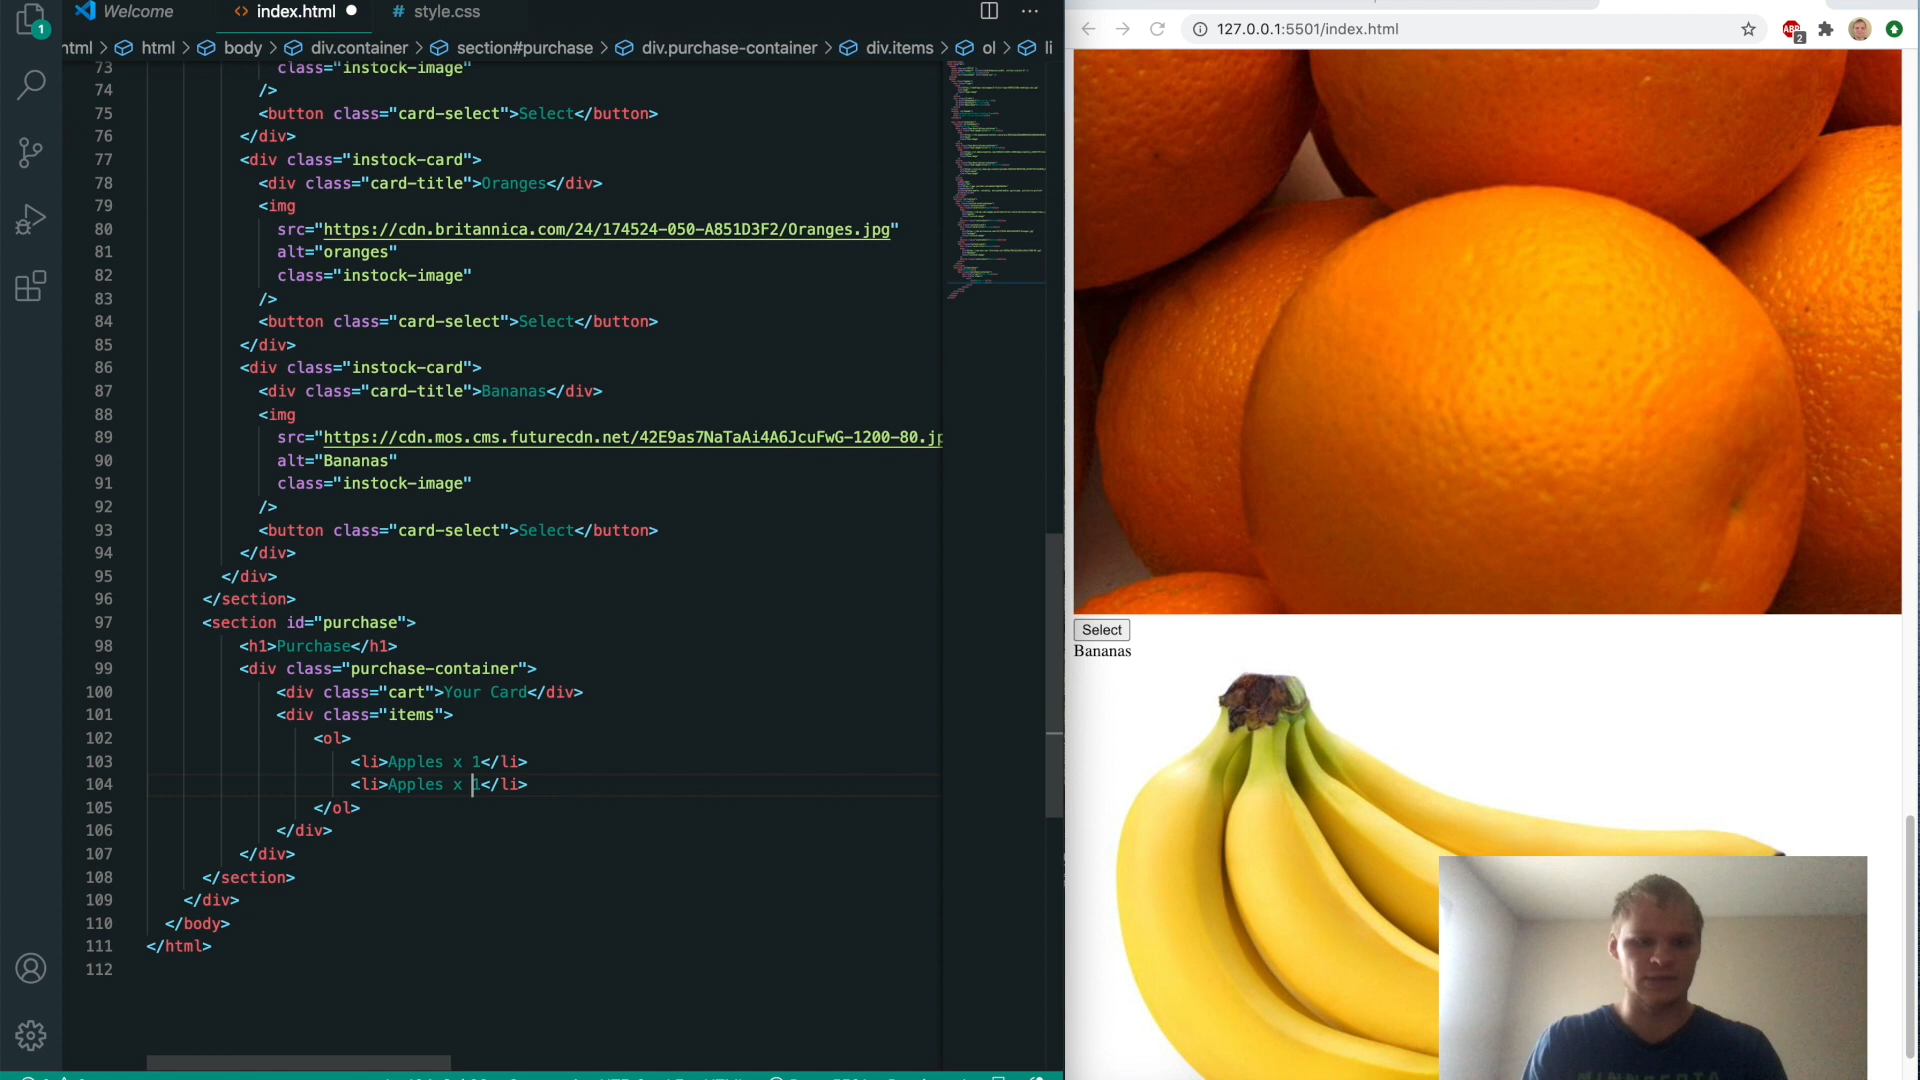 Welcome
<> index.html
# style.css
...
1
html > body > div.container > section#purchase > div.purchase-container > div.items > ol > li
73 class="instock-image"
74 />
75 <button class="card-select">Select</button>
76 </div>
77 <div class="instock-card">
78 <div class="card-title">Oranges</div>
79 <img
80 src="https://cdn.britannica.com/24/174524-050-A851D3F2/Oranges.jpg"
81 alt="oranges"
82 class="instock-image"
83 />
84 <button class="card-select">Select</button>
85 </div>
86 <div class="instock-card">
87 <div class="card-title">Bananas</div>
88 <img
89 src="https://cdn.mos.cms.futurecdn.net/42E9as7NaTaAi4A6JcuFwG-1200-80.jp
90 alt="Bananas"
91 class="instock-image"
92 />
93 <button class="card-select">Select</button>
94 </div>
95 </div>
96 </section>
97 <section id="purchase">
98 <h1>Purchase</h1>
99 <div class="purchase-container">
100 <div class="cart">Your Card</div>
101 <div class="items">
102 <ol>
103 <li>Apples x 1</li>
104 <li>Apples x 1</li>
105 </ol>
106 </div>
107 </div>
108 </section>
109 </div>
110 </body>
111 </html>
112
127.0.0.1:5501/index.html
ABP
2
Select
Bananas
MINNESOTA